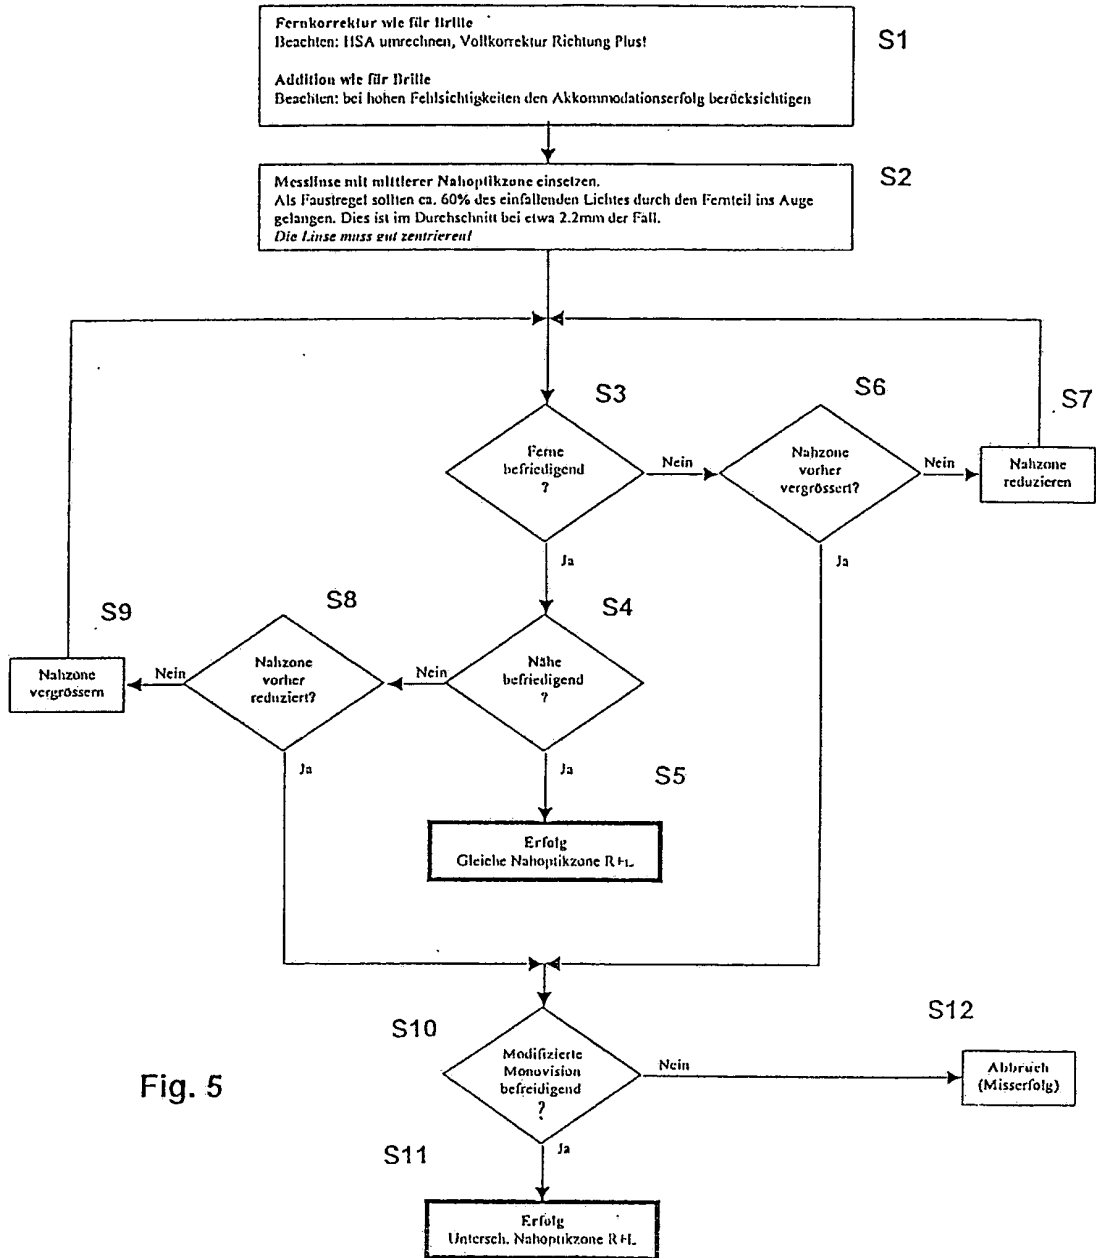 Fernkorrektur wie für Brille
Beachten: HSA umrechnen, Vollkorrektur Richtung Plus!
Addition wie für Brille
Beachten: bei hohen Fehlsichtigkeiten den Akkommodationserfolg berücksichtigen
S1
Messlinse mit mittlerer Nahoptikzone einsetzen.
Als Faustregel sollten ca. 60% des einfallenden Lichtes durch den Fernteil ins Auge
gelangen. Dies ist im Durchschnitt bei etwa 2.2mm der Fall.
Die Linse muss gut zentrieren!
S2
S3
Ferne
befriedigend
?
Nein
Ja
S6
Nahzone
vorher
vergrössert?
Nein
Ja
S7
Nahzone
reduzieren
S4
Nähe
befriedigend
?
Nein
Ja
S8
Nahzone
vorher
reduziert?
Nein
Ja
S9
Nahzone
vergrössern
S5
Erfolg
Gleiche Nahoptikzone R+L
S10
Modifizierte
Monovision
befreidigend
?
Nein
Ja
S12
Abbruch
(Misserfolg)
S11
Erfolg
Untersch. Nahoptikzone R+L
Fig. 5